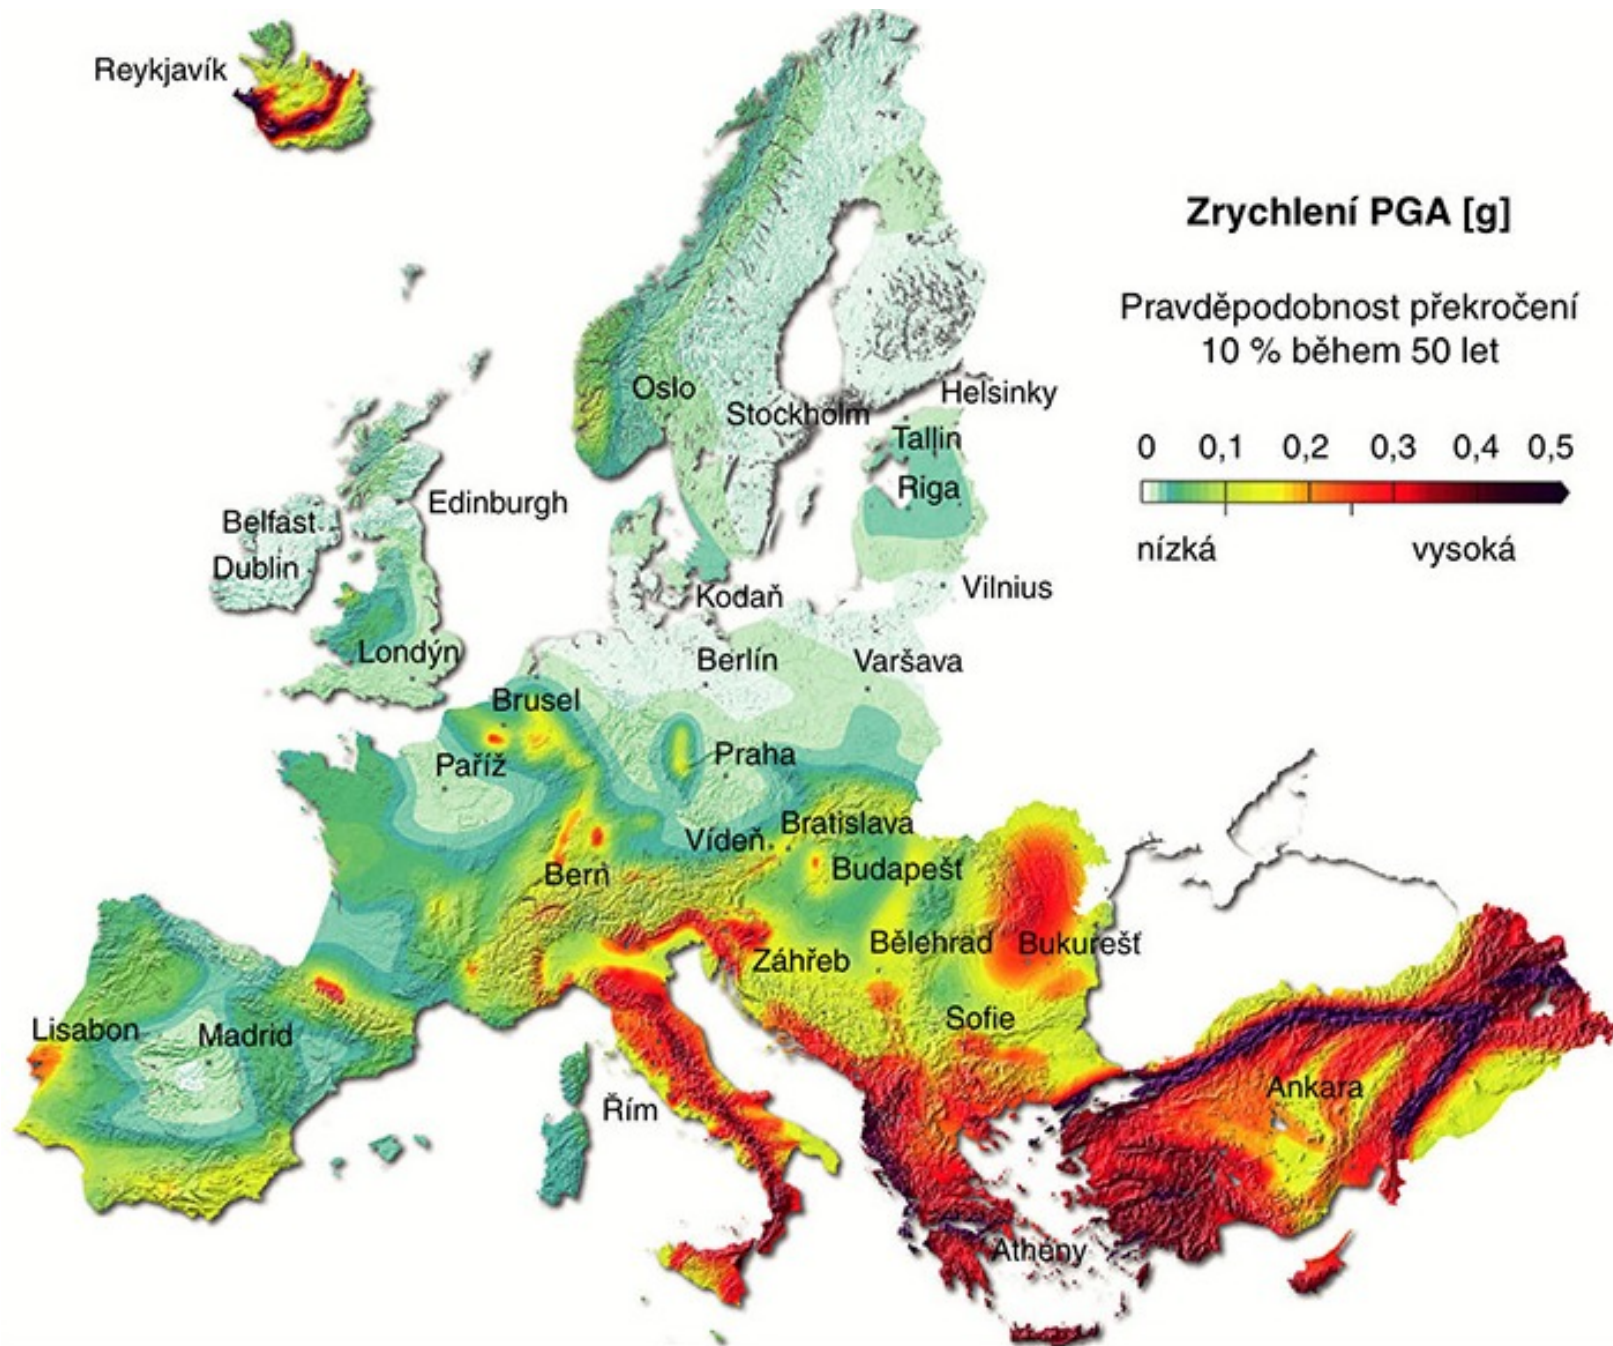 Reykjavík
Zrychlení PGA [g]
Pravděpodobnost překročení
10 % během 50 let
0 0,1 0,2 0,3 0,4 0,5
nízká vysoká
Oslo
Stockholm
Helsinky
Tallin
Riga
Edinburgh
Belfast
Dublin
Vilnius
Kodaň
Londýn
Berlín
Varšava
Brusel
Paříž
Praha
Vídeň
Bratislava
Bern
Budapešt
Záhřeb
Bělehrad
Bukurešť
Sofie
Lisabon
Madrid
Řím
Ankara
Athény